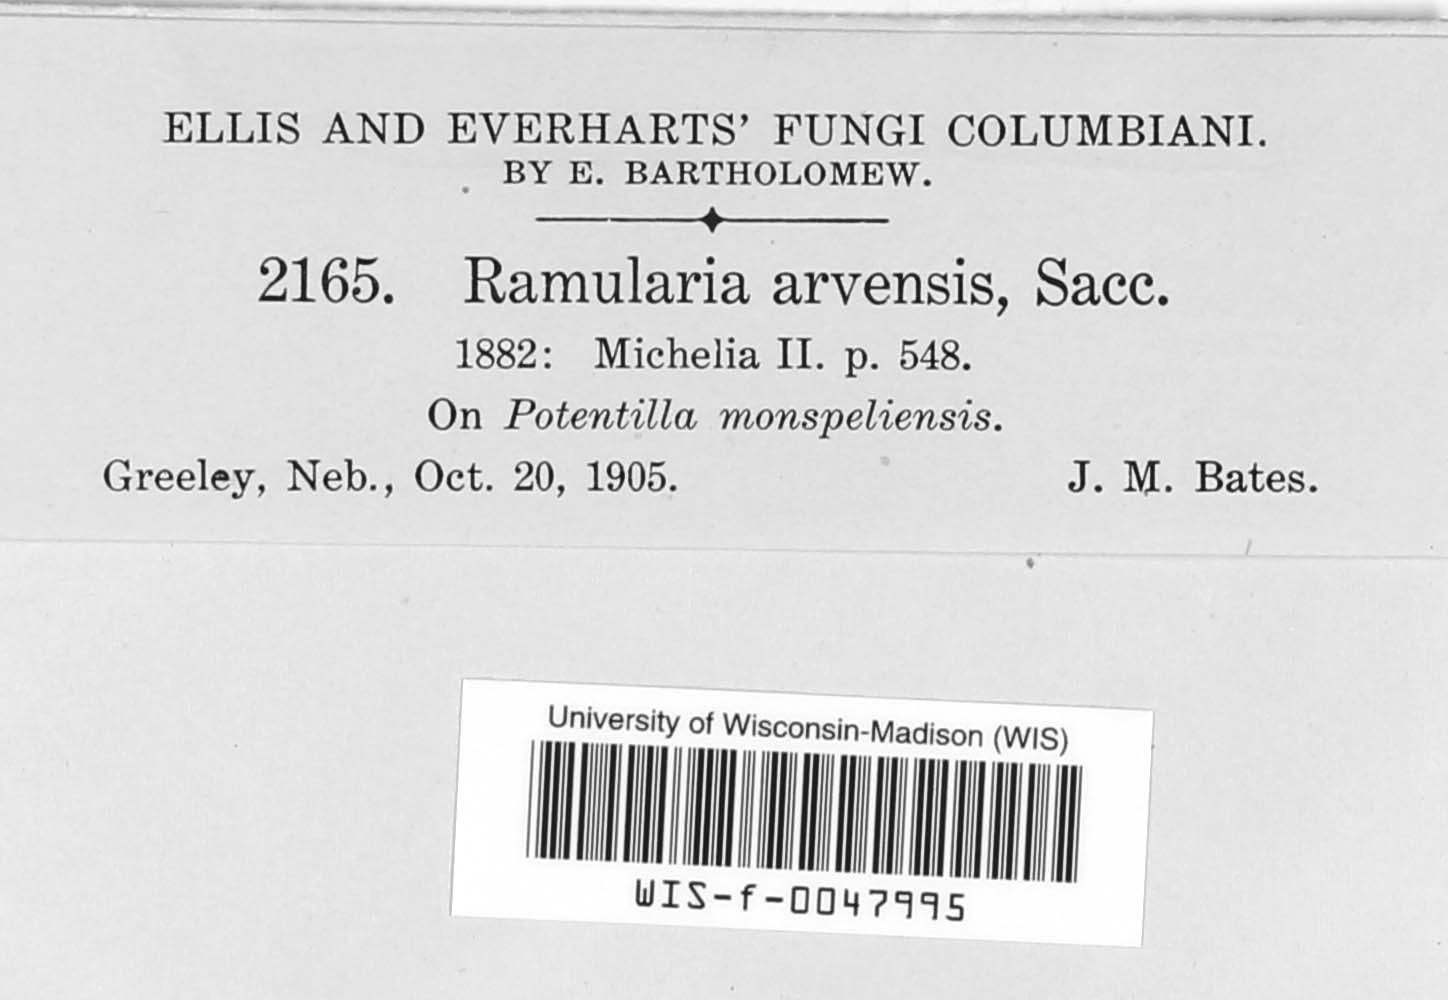 ELLIS AND EVERHARTS' FUNGI COLUMBIANI.
BY E. BARTHOLOMEW.
2165. Ramularia arvensis, Sacc.
1882: Michelia II. p. 548.
On Potentilla monspeliensis.
Greeley, Neb., Oct. 20, 1905. J. M. Bates.
University of Wisconsin-Madison (WIS)
WIS-f-0047995